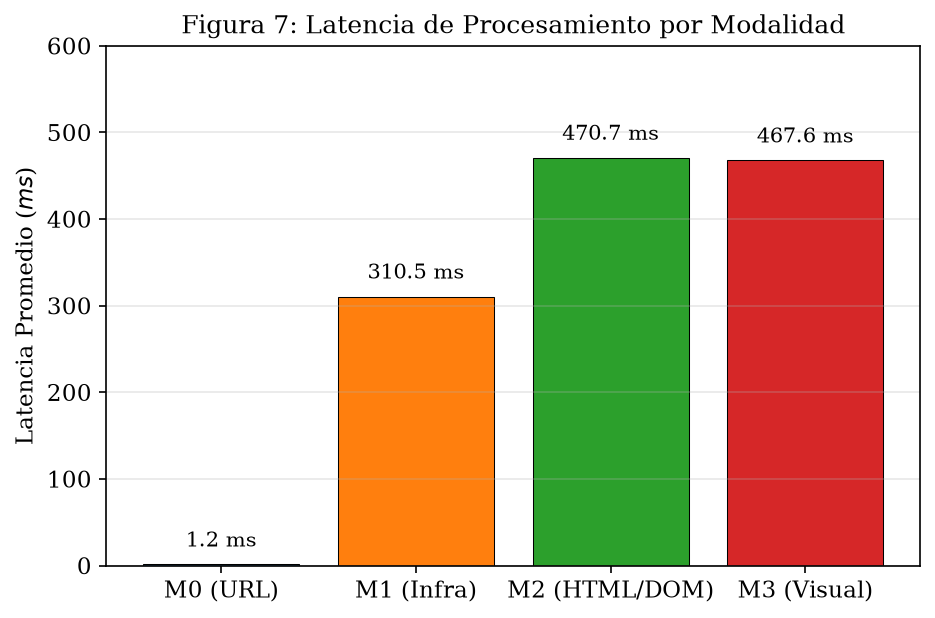 Figura 7: Latencia de Procesamiento por Modalidad
Latencia Promedio (ms)
600
500
400
300
200
100
0
1.2 ms
310.5 ms
470.7 ms
467.6 ms
M0 (URL)
M1 (Infra)
M2 (HTML/DOM)
M3 (Visual)